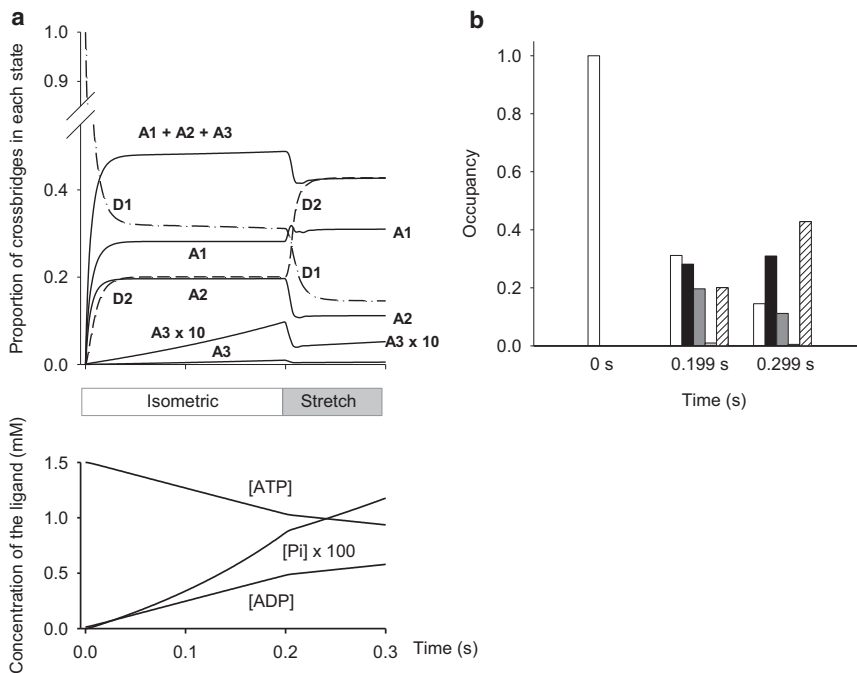 a
Proportion of crossbridges in each state
1.0
0.9
0.4
0.2
0.0
A1 + A2 + A3
D1
D2
A1
A1
D1
D2
A2
A2
A3 x 10
A3 x 10
A3
Isometric
Stretch
Concentration of the ligand (mM)
1.5
1.0
0.5
0.0
[ATP]
[Pi] x 100
[ADP]
0.0
0.1
0.2
0.3
Time (s)
b
Occupancy
1.0
0.8
0.6
0.4
0.2
0.0
0 s
0.199 s
0.299 s
Time (s)